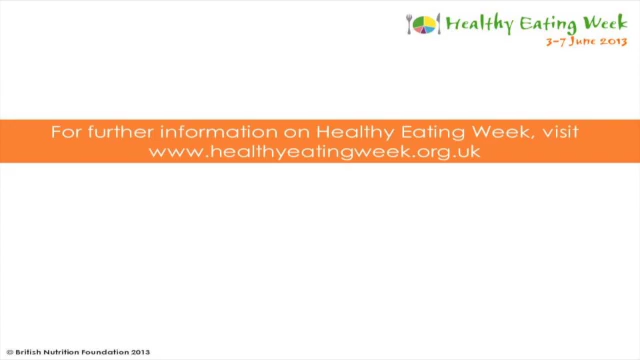 Healthy Eating Week
3-7 June 2013
For further information on Healthy Eating Week, visit
www.healthyeatingweek.org.uk
© British Nutrition Foundation 2013